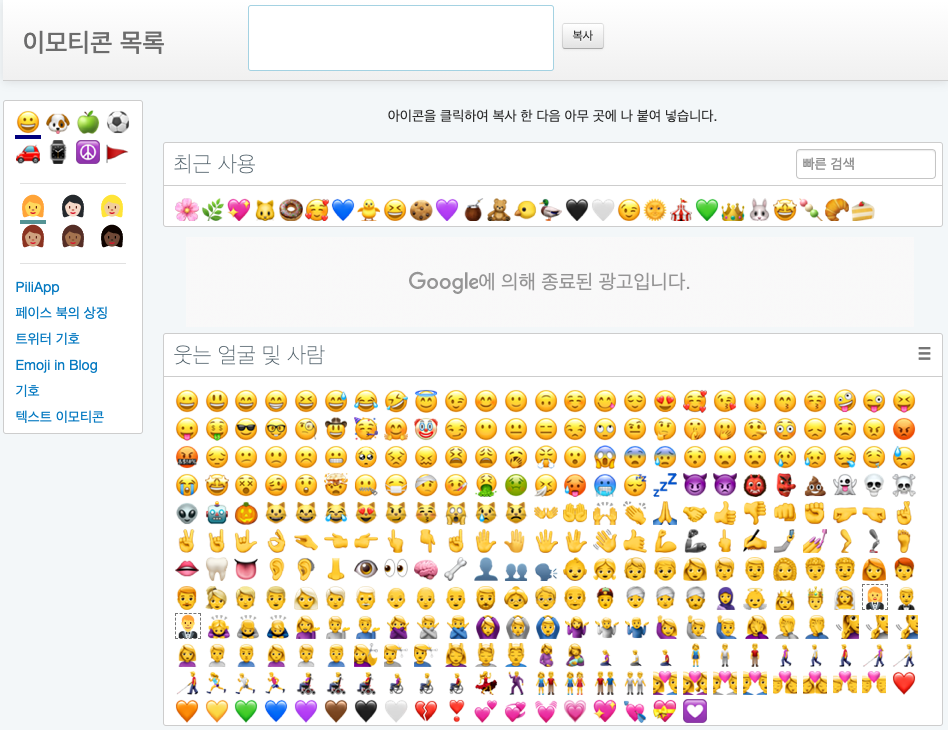 이모티콘 목록
복사
아이콘을 클릭하여 복사 한 다음 아무 곳에 나 붙여 넣습니다.
최근 사용
빠른 검색
Google에 의해 종료된 광고입니다.
PiliApp
페이스 북의 상징
트위터 기호
Emoji in Blog
기호
텍스트 이모티콘
웃는 얼굴 및 사람